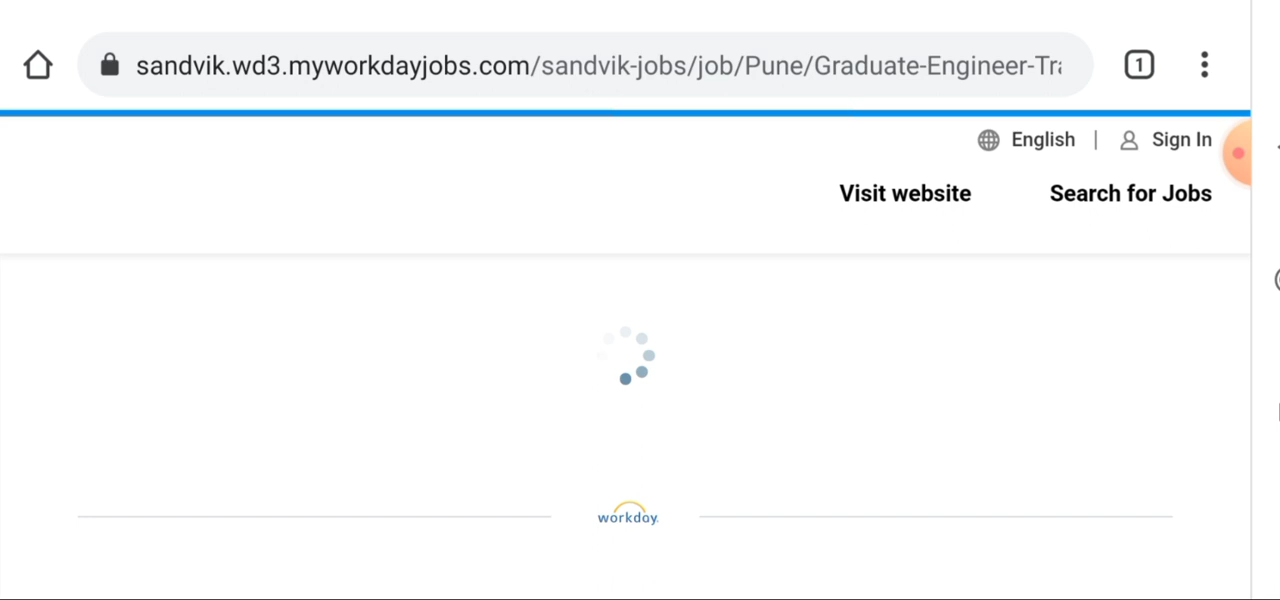 sandvik.wd3.myworkdayjobs.com/sandvik-jobs/job/Pune/Graduate-Engineer-Tra
1
English | Sign In
Visit website Search for Jobs
workday.